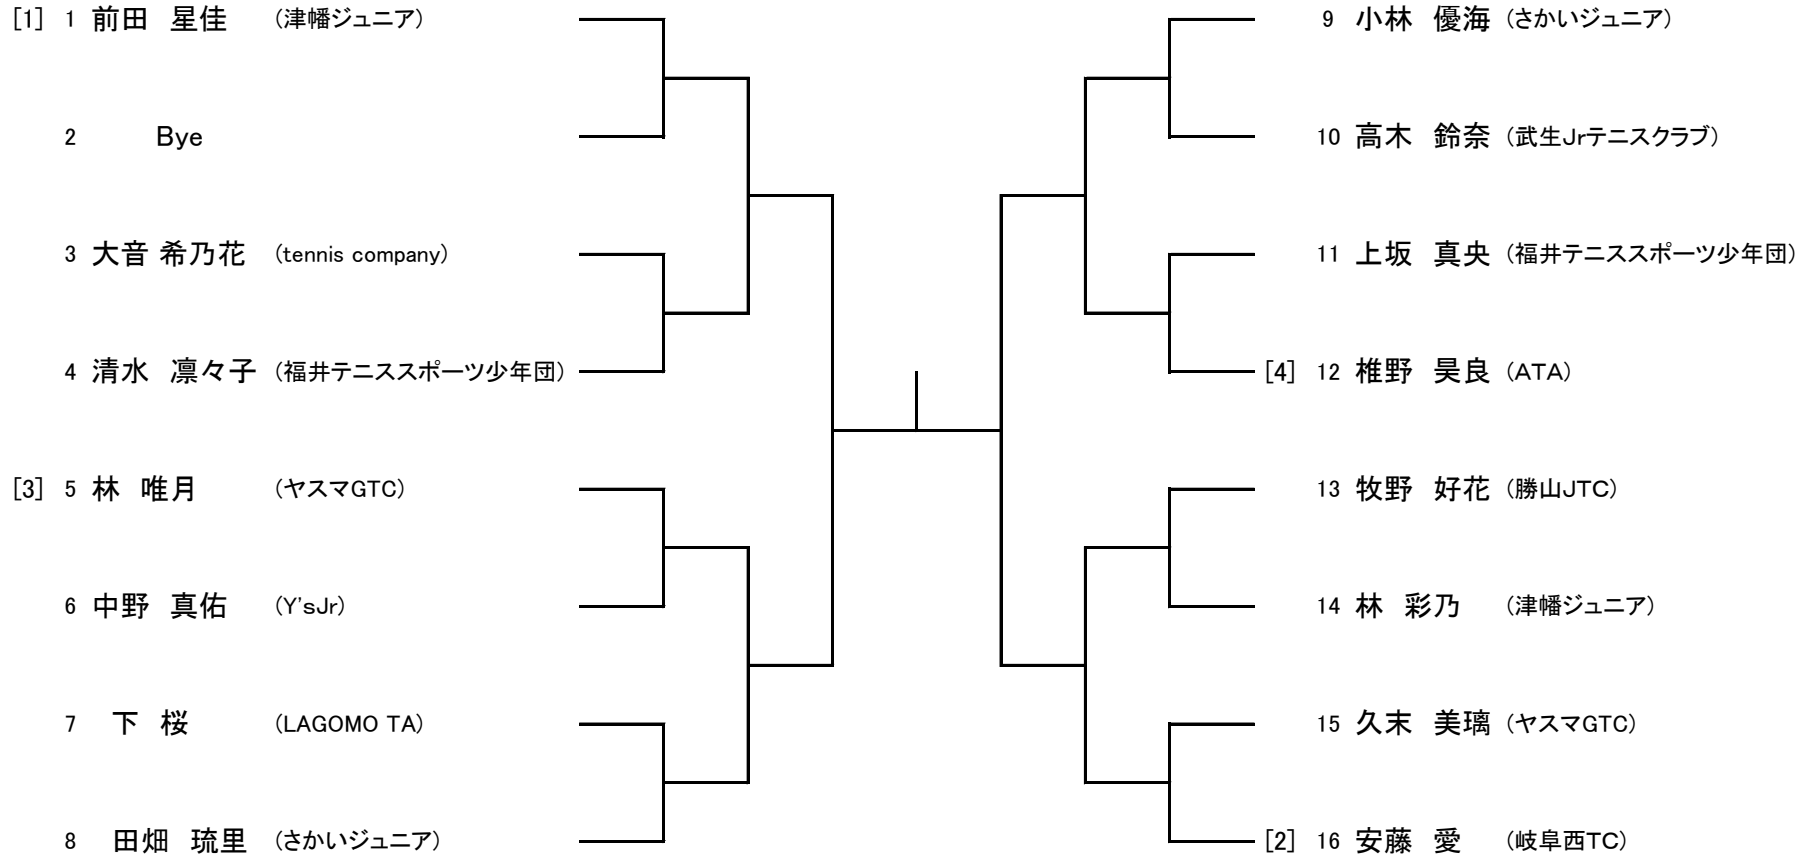 [1] 1 前田 星佳 (津幡ジュニア)
2 Bye
3 大音 希乃花 (tennis company)
4 清水 凛々子 (福井テニススポーツ少年団)
[3] 5 林 唯月 (ヤスマGTC)
6 中野 真佑 (Y'sJr)
7 下 桜 (LAGOMO TA)
8 田畑 琉里 (さかいジュニア)
9 小林 優海 (さかいジュニア)
10 高木 鈴奈 (武生Jrテニスクラブ)
11 上坂 真央 (福井テニススポーツ少年団)
[4] 12 椎野 昊良 (ATA)
13 牧野 好花 (勝山JTC)
14 林 彩乃 (津幡ジュニア)
15 久末 美璃 (ヤスマGTC)
[2] 16 安藤 愛 (岐阜西TC)